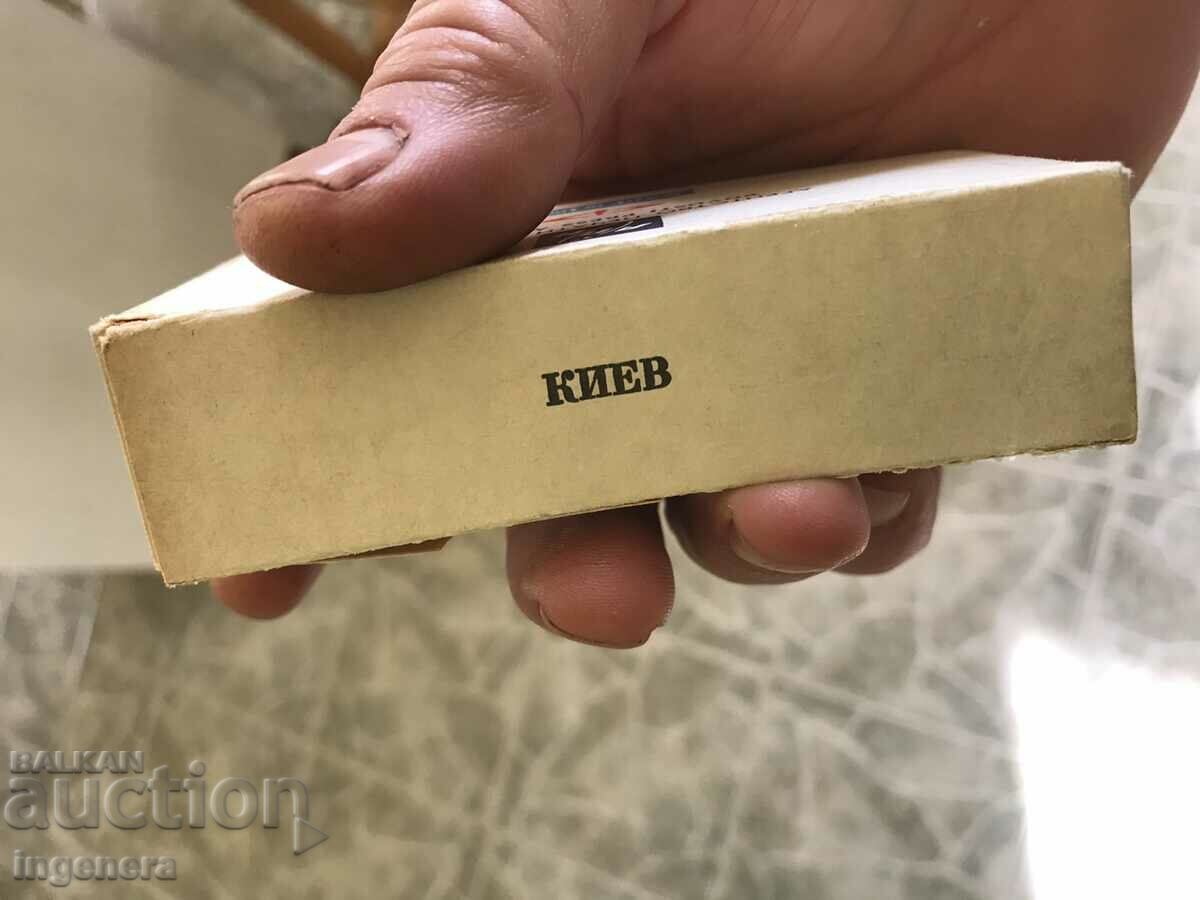 КИЕВ
BALKAN
auction
ingenera